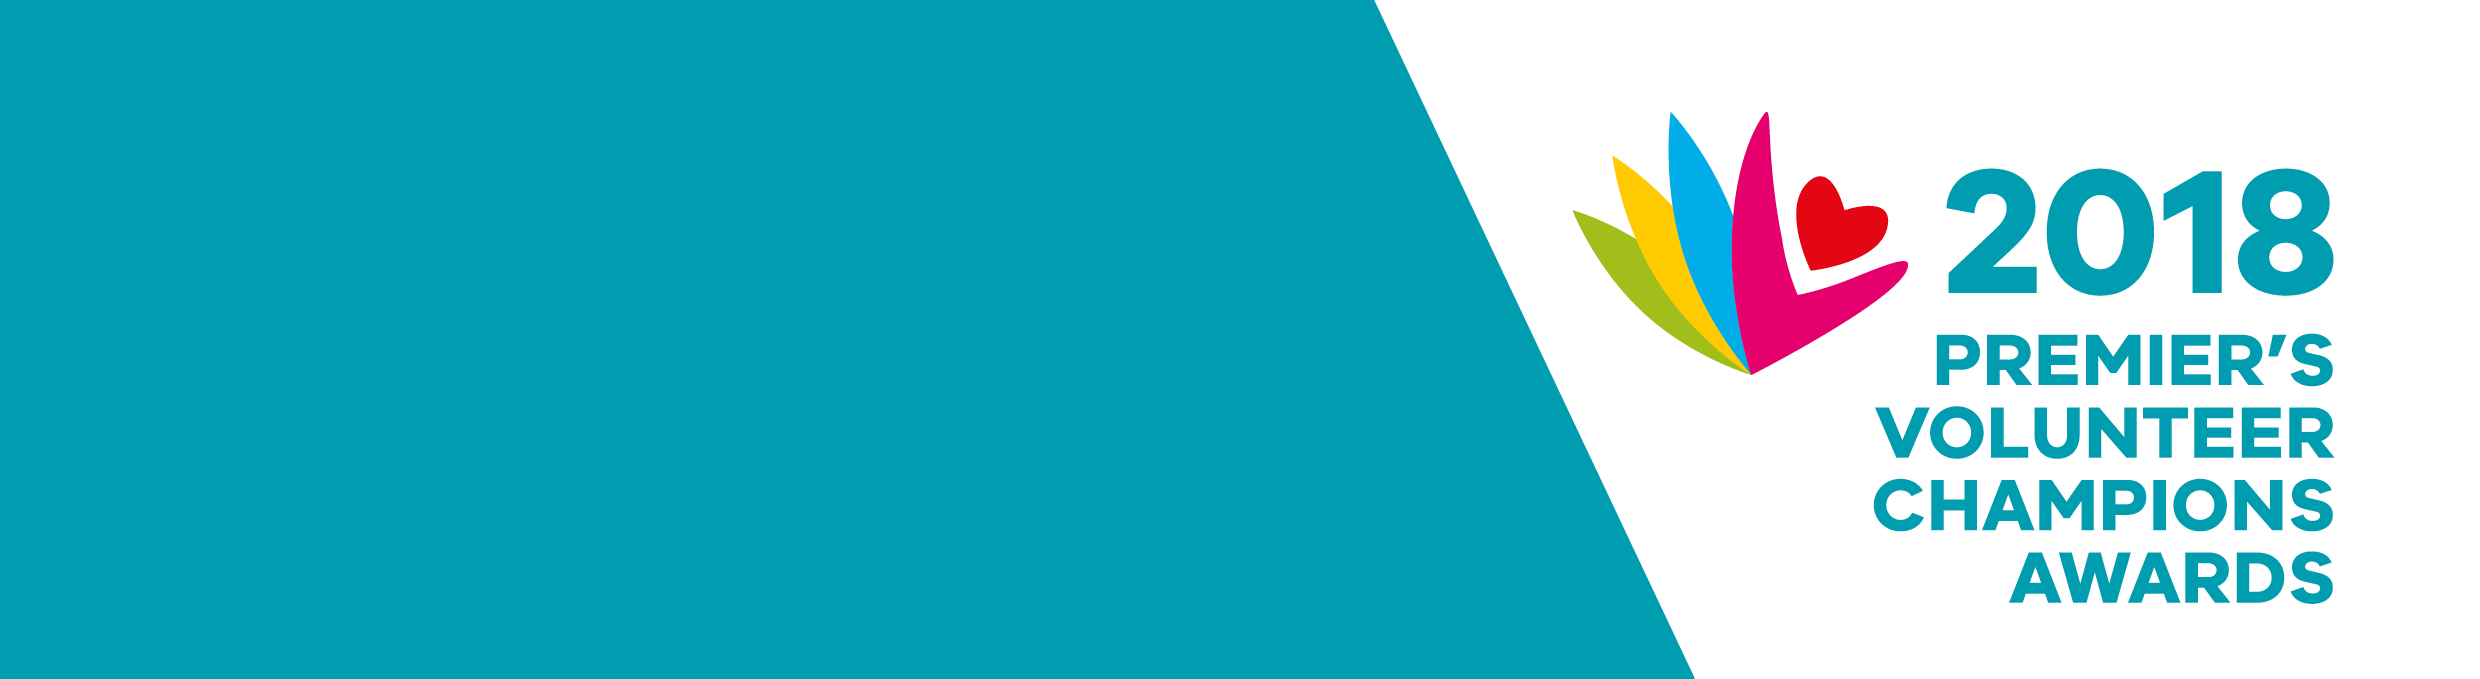 2018
PREMIER’S
VOLUNTEER
CHAMPIONS
AWARDS